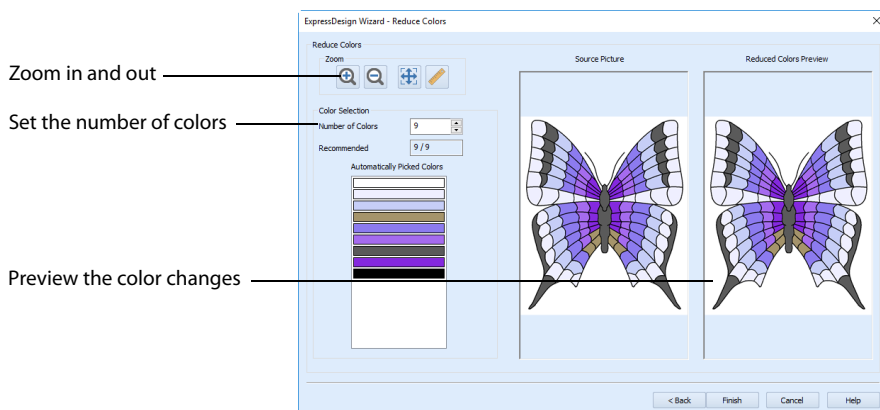 ExpressDesign Wizard - Reduce Colors
Reduce Colors
Zoom
Source Picture
Reduced Colors Preview
Zoom in and out
Color Selection
Set the number of colors
Number of Colors 9
Recommended 9 / 9
Automatically Picked Colors
Preview the color changes
< Back Finish Cancel Help